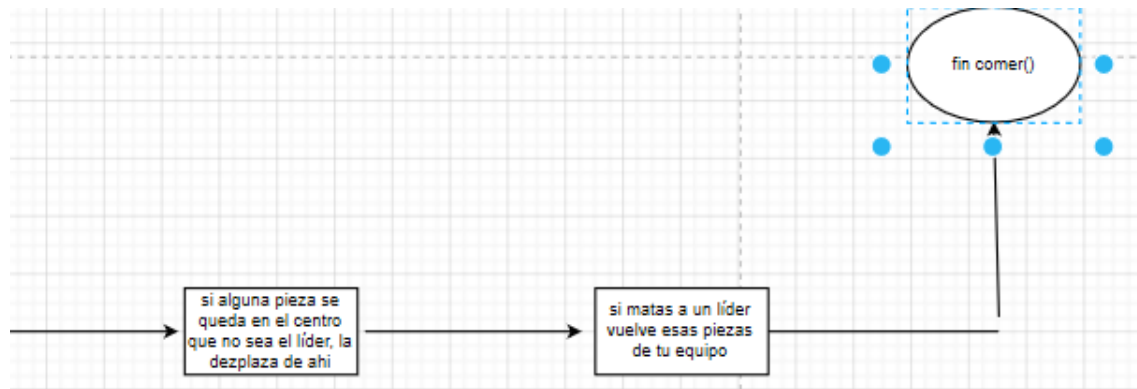 fin comer()
si alguna pieza se
queda en el centro
que no sea el líder, la
dezplaza de ahi
si matas a un líder
vuelve esas piezas
de tu equipo